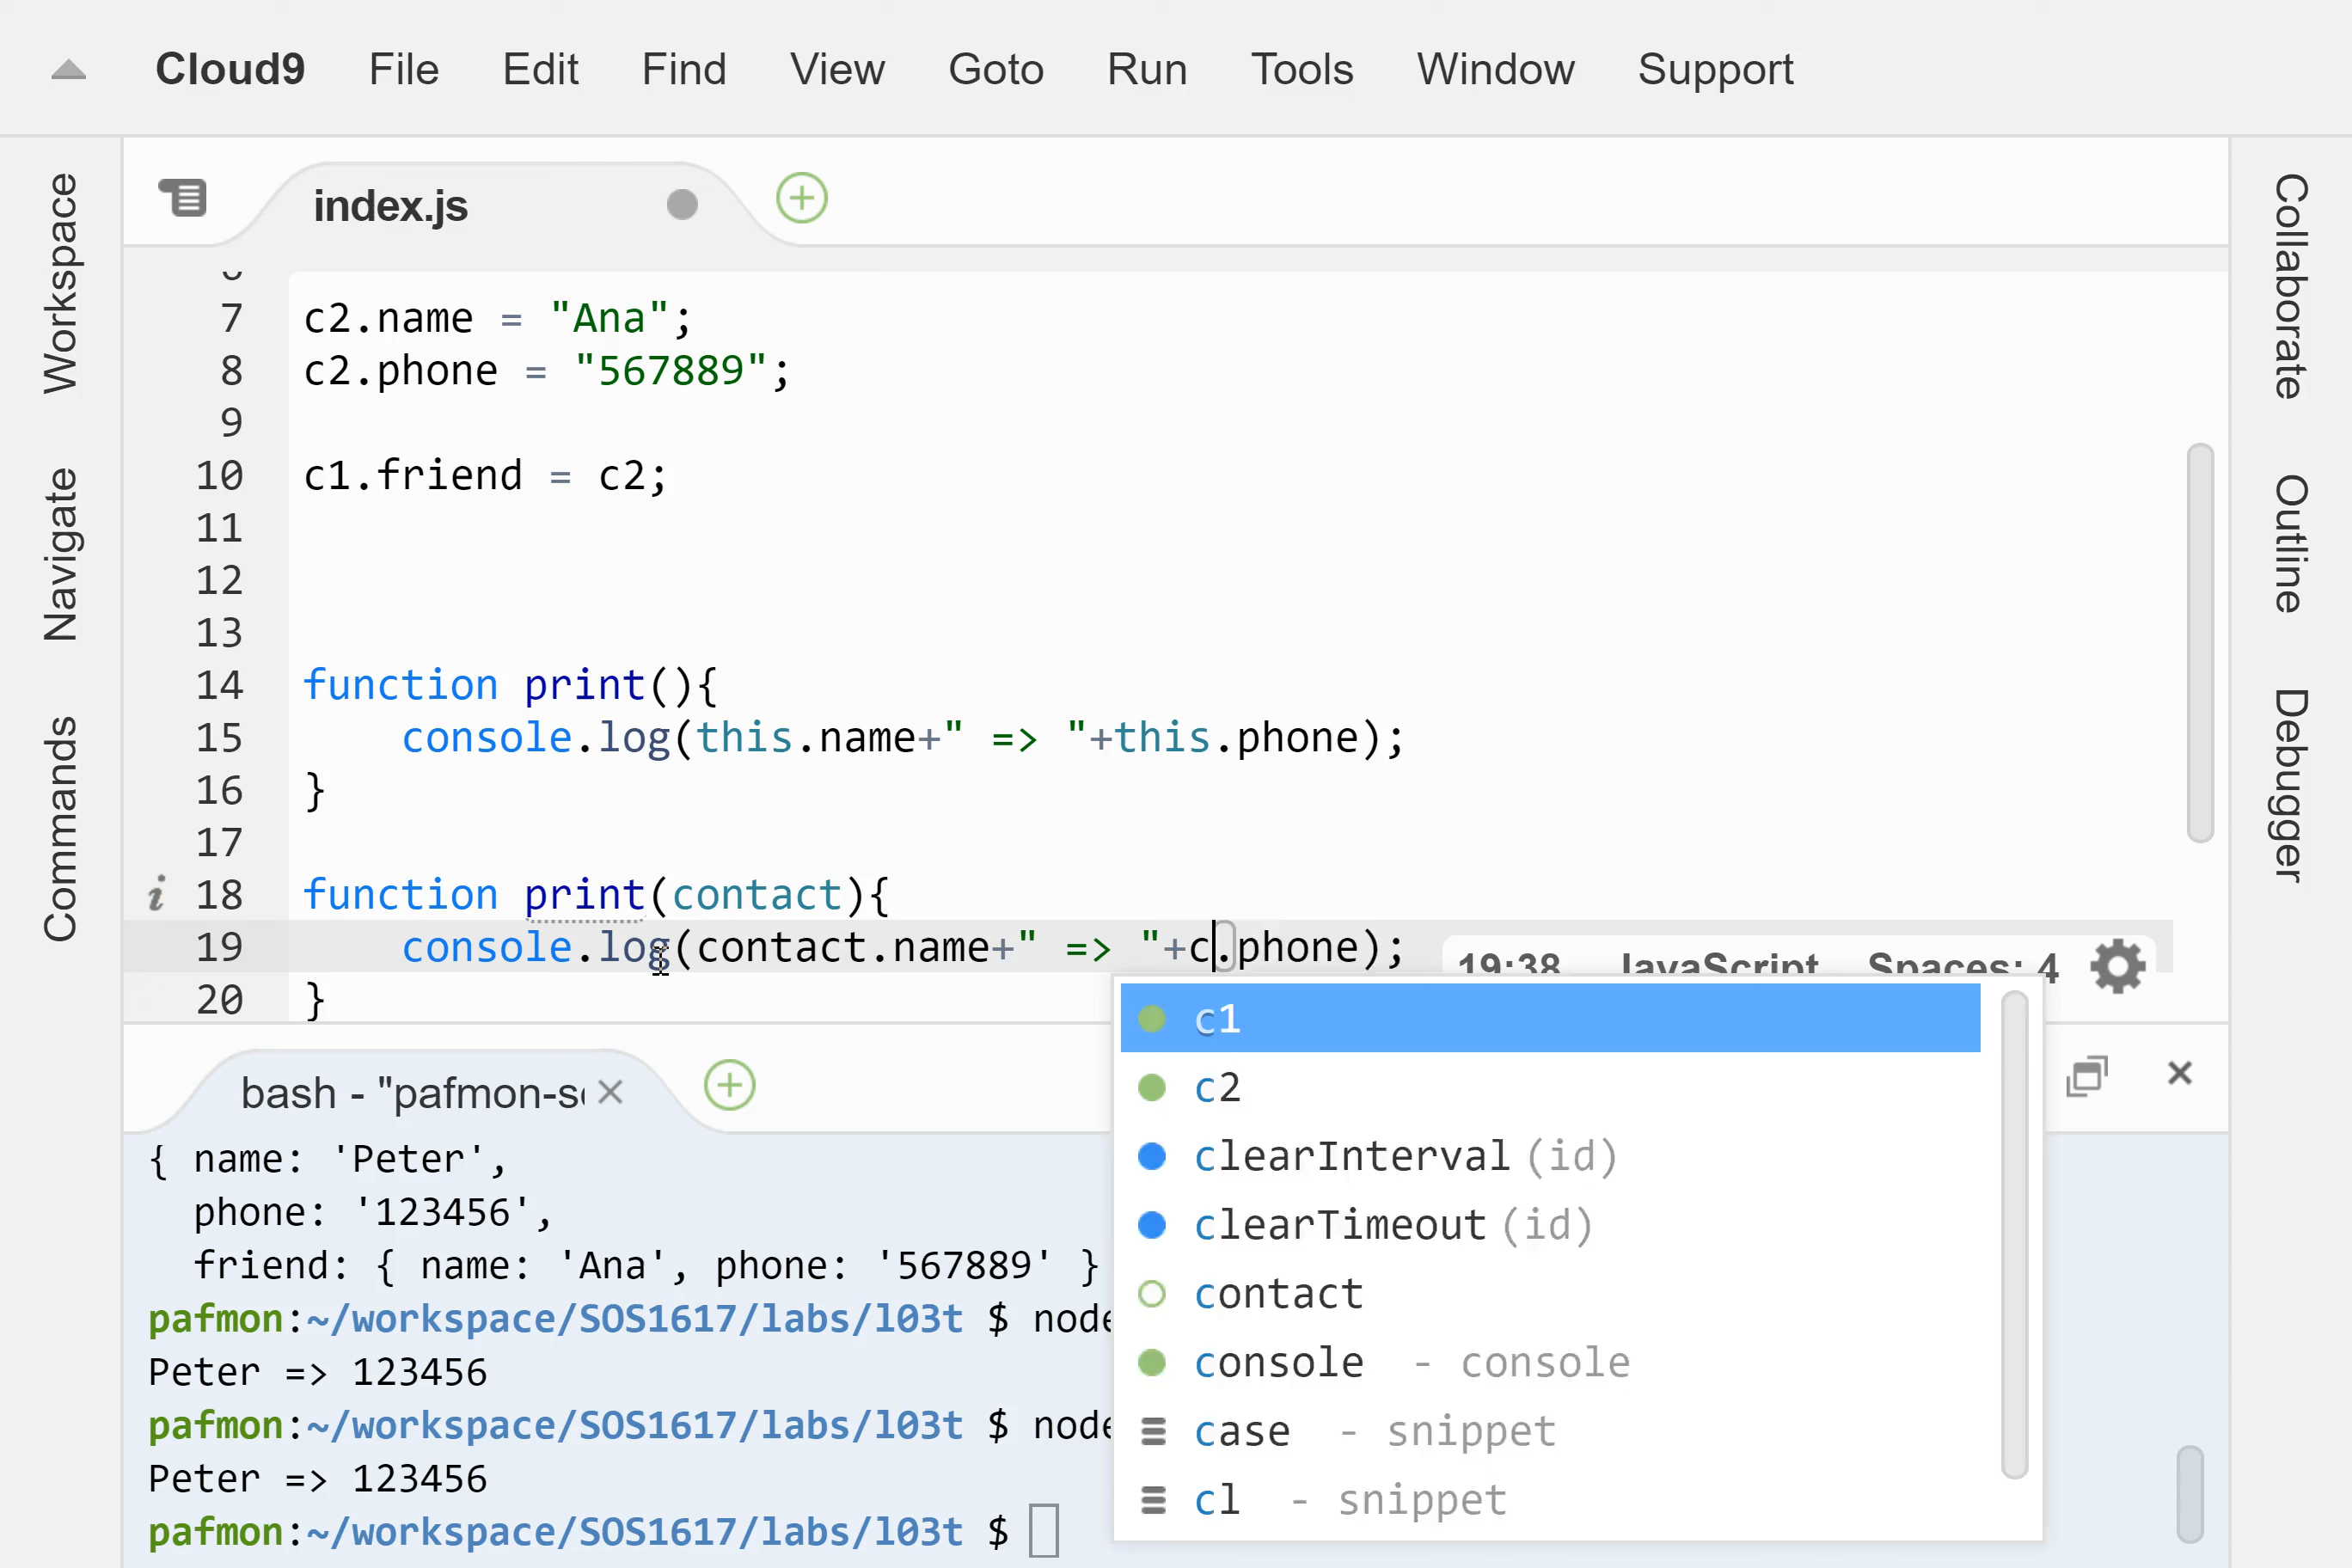 Cloud9 File Edit Find View Goto Run Tools Window Support
Workspace
Navigate
Commands
index.js
7 c2.name = "Ana";
8 c2.phone = "567889";
9
10 c1.friend = c2;
11
12
13
14 function print(){
15 console.log(this.name+" => "+this.phone);
16 }
17
18 function print(contact){
19 console.log(contact.name+" => "+c.phone);
20 }
19:38 JavaScript Spaces: 4
c1
c2
clearInterval(id)
clearTimeout(id)
contact
console - console
case - snippet
cl - snippet
bash - "pafmon-s
{ name: 'Peter',
phone: '123456',
friend: { name: 'Ana', phone: '567889' }
pafmon:~/workspace/SOS1617/labs/l03t $ node
Peter => 123456
pafmon:~/workspace/SOS1617/labs/l03t $ node
Peter => 123456
pafmon:~/workspace/SOS1617/labs/l03t $
Collaborate
Outline
Debugger